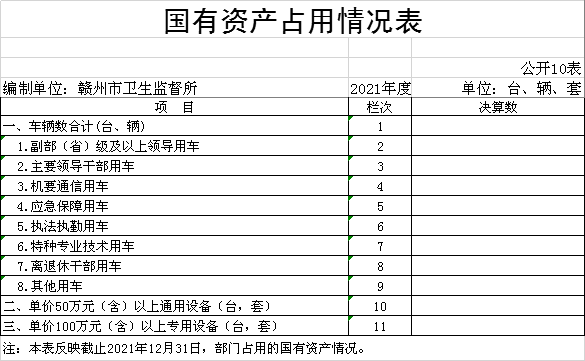 国有资产占用情况表
公开10表
编制单位：赣州市卫生监督所 2021年度 单位：台、辆、套
项 目 栏次 决算数
一、车辆数合计(台、辆) 1
1.副部（省）级及以上领导用车 2
2.主要领导干部用车 3
3.机要通信用车 4
4.应急保障用车 5
5.执法执勤用车 6
6.特种专业技术用车 7
7.离退休干部用车 8
8.其他用车 9
二、单价50万元（含）以上通用设备（台，套） 10
三、单价100万元（含）以上专用设备（台，套） 11
注：本表反映截止2021年12月31日，部门占用的国有资产情况。